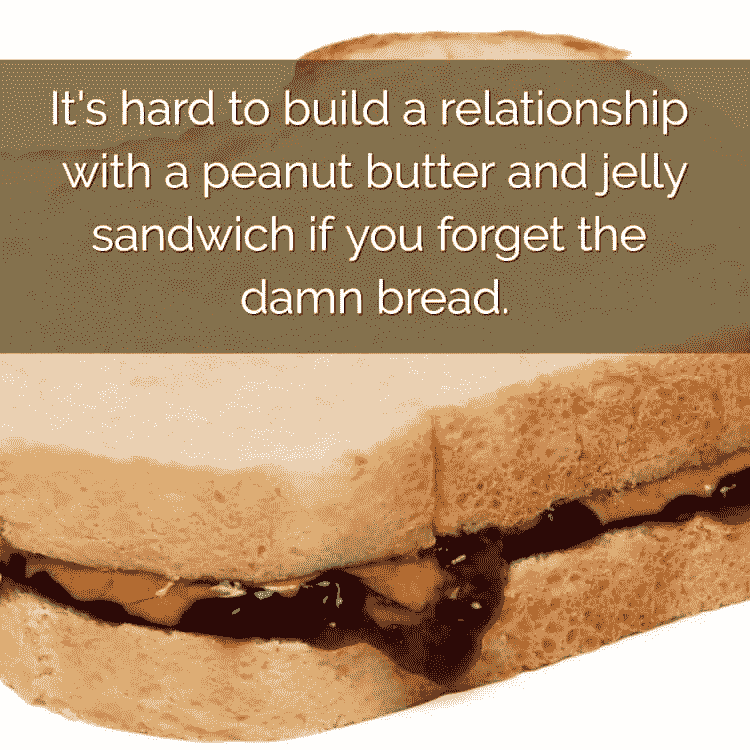 It's hard to build a relationship
with a peanut butter and jelly
sandwich if you forget the
damn bread.